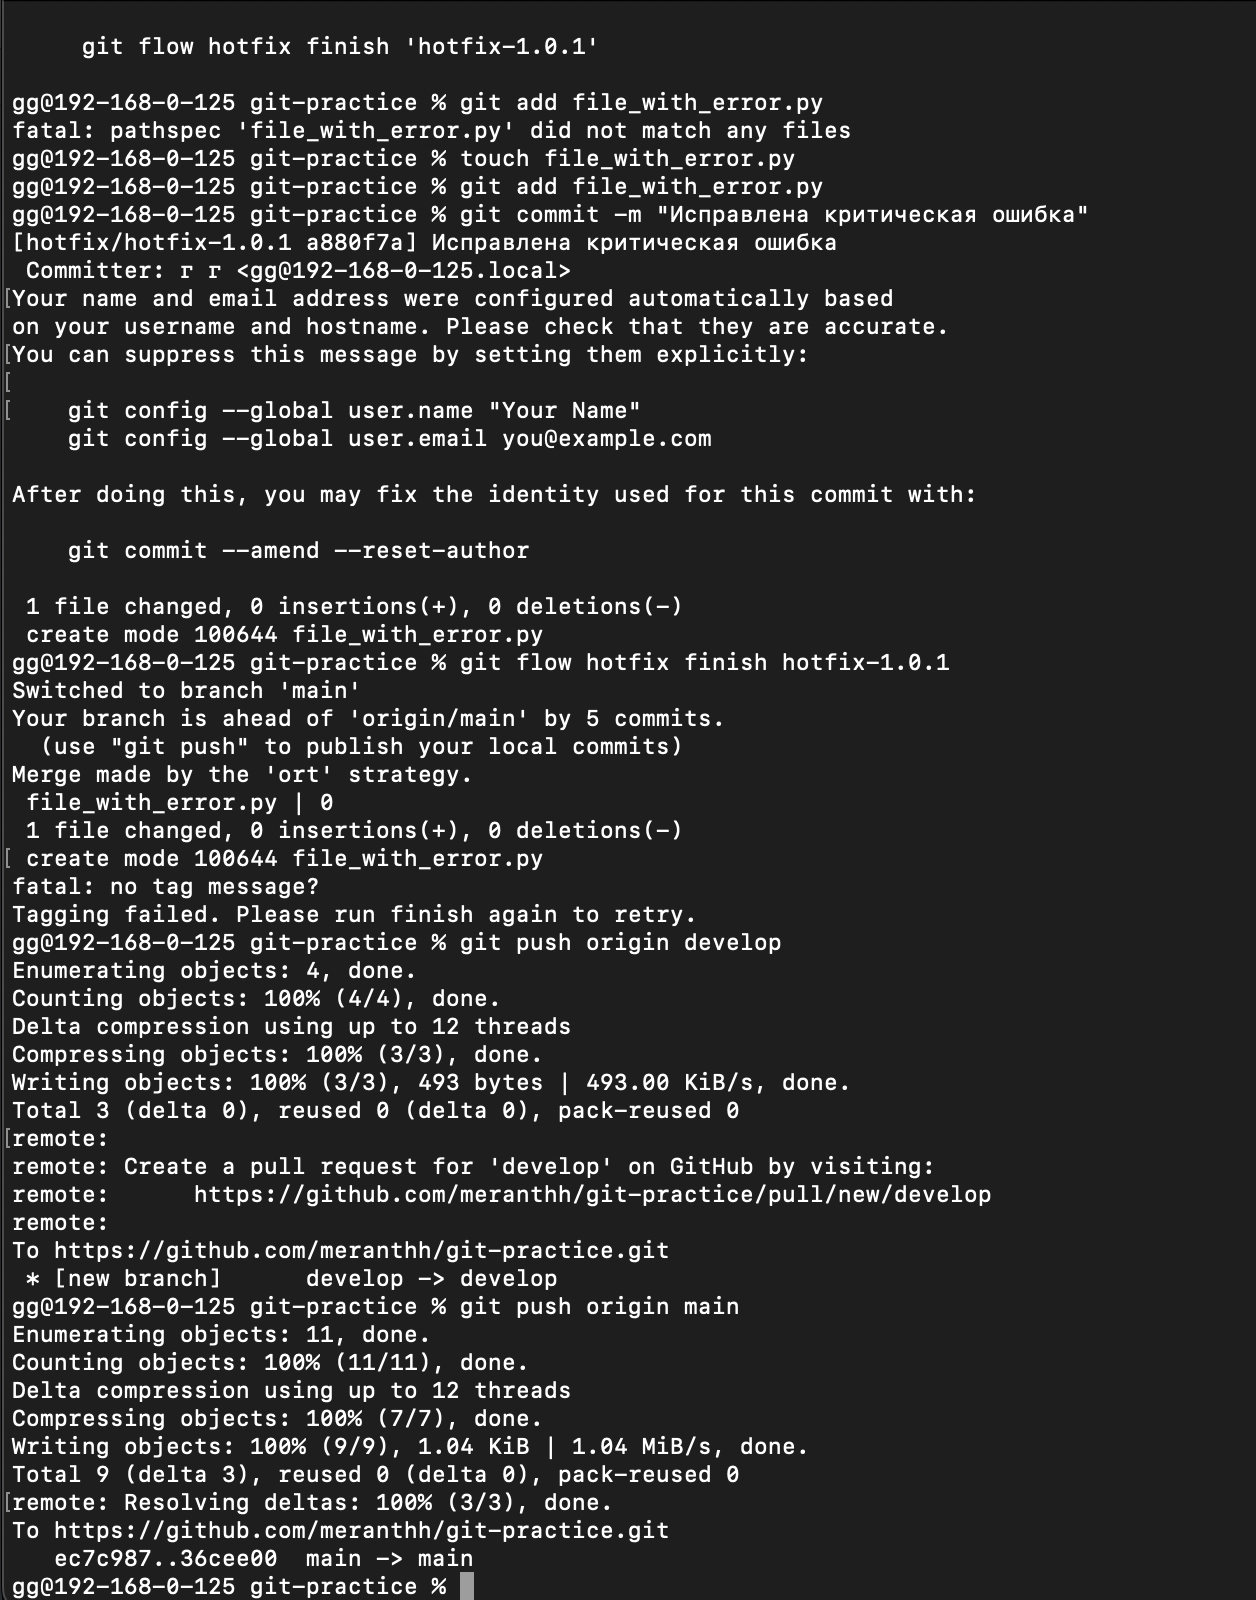 git flow hotfix finish 'hotfix-1.0.1'
gg@192-168-0-125 git-practice % git add file_with_error.py
fatal: pathspec 'file_with_error.py' did not match any files
gg@192-168-0-125 git-practice % touch file_with_error.py
gg@192-168-0-125 git-practice % git add file_with_error.py
gg@192-168-0-125 git-practice % git commit -m "Исправлена критическая ошибка"
[hotfix/hotfix-1.0.1 a880f7a] Исправлена критическая ошибка
Committer: г г <gg@192-168-0-125.local>
[Your name and email address were configured automatically based
on your username and hostname. Please check that they are accurate.
[You can suppress this message by setting them explicitly:
[
[    git config --global user.name "Your Name"
git config --global user.email you@example.com
After doing this, you may fix the identity used for this commit with:
git commit --amend --reset-author
1 file changed, 0 insertions(+), 0 deletions(-)
create mode 100644 file_with_error.py
gg@192-168-0-125 git-practice % git flow hotfix finish hotfix-1.0.1
Switched to branch 'main'
Your branch is ahead of 'origin/main' by 5 commits.
(use "git push" to publish your local commits)
Merge made by the 'ort' strategy.
file_with_error.py | 0
1 file changed, 0 insertions(+), 0 deletions(-)
[ create mode 100644 file_with_error.py
fatal: no tag message?
Tagging failed. Please run finish again to retry.
gg@192-168-0-125 git-practice % git push origin develop
Enumerating objects: 4, done.
Counting objects: 100% (4/4), done.
Delta compression using up to 12 threads
Compressing objects: 100% (3/3), done.
Writing objects: 100% (3/3), 493 bytes | 493.00 KiB/s, done.
Total 3 (delta 0), reused 0 (delta 0), pack-reused 0
[remote:
remote: Create a pull request for 'develop' on GitHub by visiting:
remote:      https://github.com/meranthh/git-practice/pull/new/develop
remote:
To https://github.com/meranthh/git-practice.git
* [new branch]      develop -> develop
gg@192-168-0-125 git-practice % git push origin main
Enumerating objects: 11, done.
Counting objects: 100% (11/11), done.
Delta compression using up to 12 threads
Compressing objects: 100% (7/7), done.
Writing objects: 100% (9/9), 1.04 KiB | 1.04 MiB/s, done.
Total 9 (delta 3), reused 0 (delta 0), pack-reused 0
[remote: Resolving deltas: 100% (3/3), done.
To https://github.com/meranthh/git-practice.git
ec7c987..36cee00  main -> main
gg@192-168-0-125 git-practice %